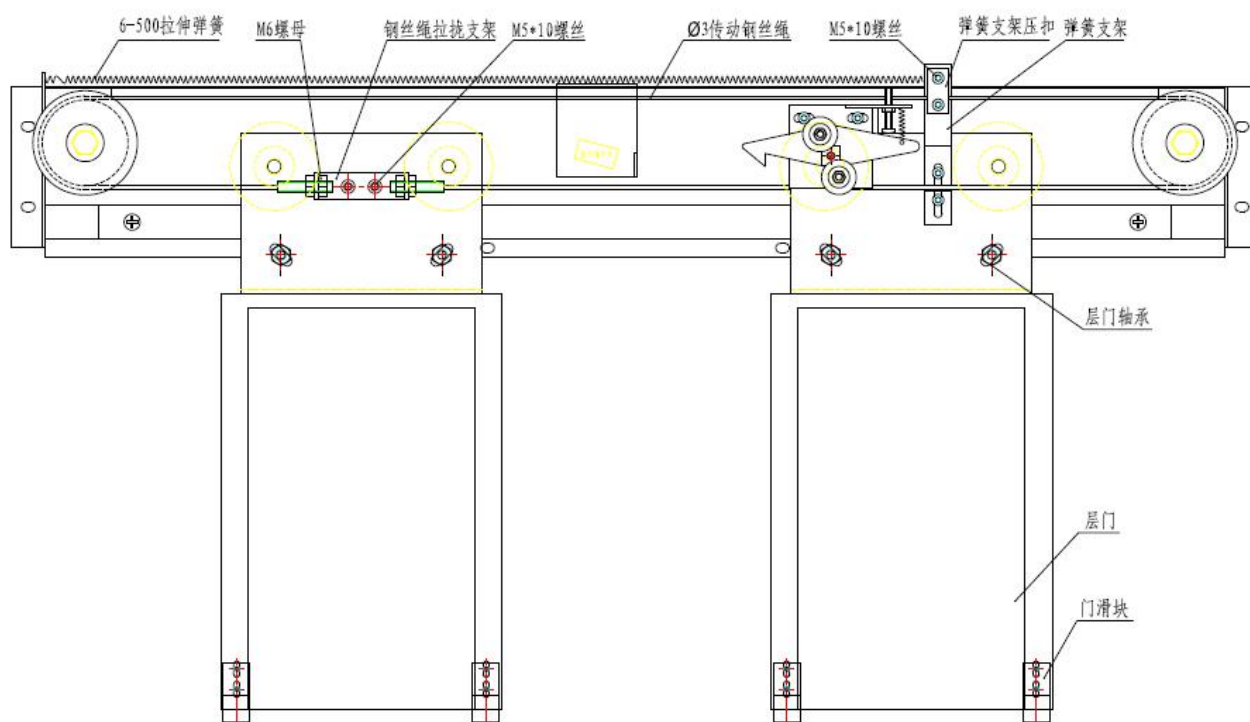 6-500拉伸弹簧
M6螺母
钢丝绳拉拢支架
M5*10螺丝
Ø3传动钢丝绳
M5*10螺丝
弹簧支架压扣
弹簧支架
层门轴承
层门
门滑块